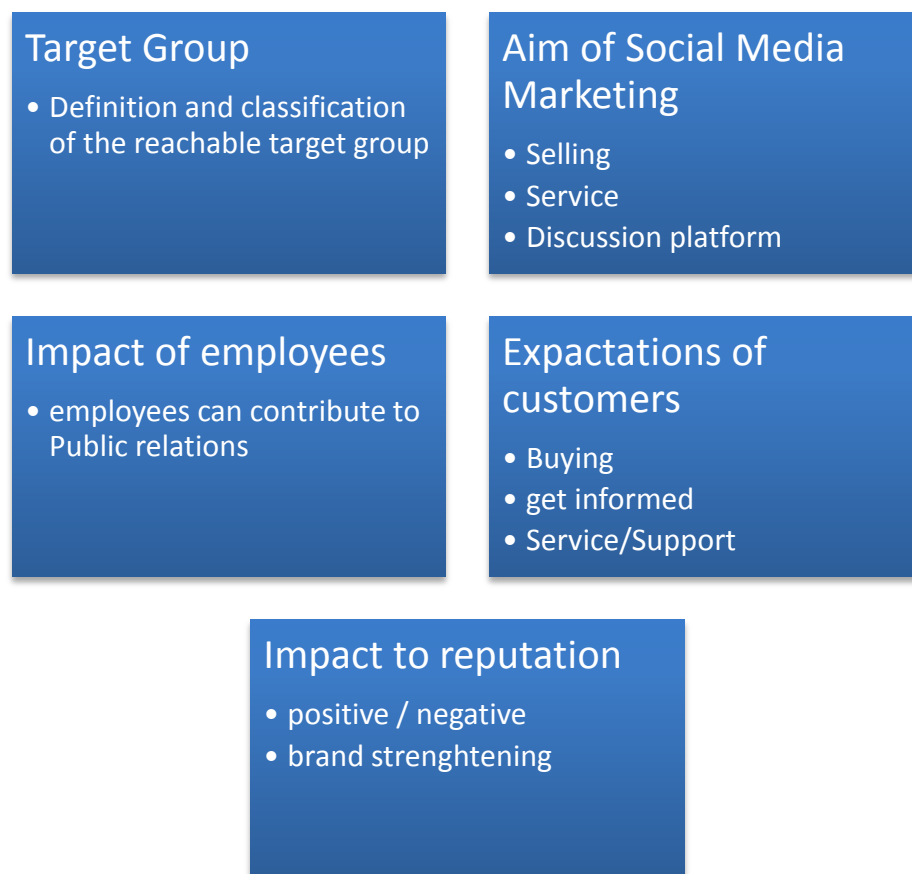 Target Group
• Definition and classification
of the reachable target group
Aim of Social Media
Marketing
• Selling
• Service
• Discussion platform
Impact of employees
• employees can contribute to
Public relations
Expactations of
customers
• Buying
• get informed
• Service/Support
Impact to reputation
• positive / negative
• brand strenghtening